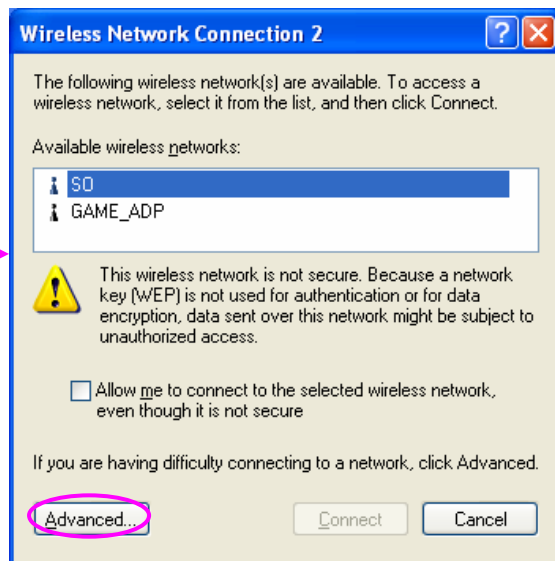 Wireless Network Connection 2
The following wireless network(s) are available. To access a
wireless network, select it from the list, and then click Connect.
Available wireless networks:
SO
GAME_ADP
This wireless network is not secure. Because a network
key (WEP) is not used for authentication or for data
encryption, data sent over this network might be subject to
unauthorized access.
Allow me to connect to the selected wireless network,
even though it is not secure
If you are having difficulty connecting to a network, click Advanced.
Advanced... Connect Cancel